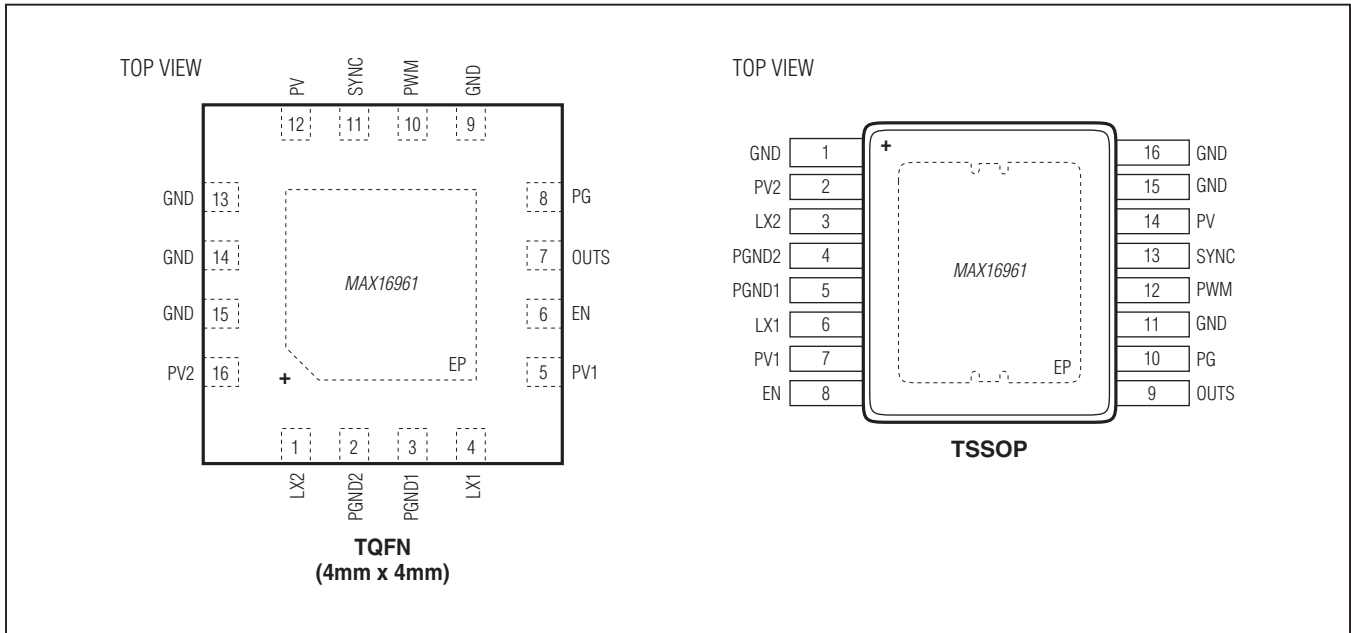 TOP VIEW
PV
SYNC
PWM
GND
12
11
10
9
GND 13
GND 14
GND 15
PV2 16
8 PG
7 OUTS
6 EN
5 PV1
MAX16961
EP
+
1
2
3
4
LX2
PGND2
PGND1
LX1
TQFN
(4mm x 4mm)
TOP VIEW
+
GND 1
PV2 2
LX2 3
PGND2 4
PGND1 5
LX1 6
PV1 7
EN 8
16 GND
15 GND
14 PV
13 SYNC
12 PWM
11 GND
10 PG
9 OUTS
MAX16961
EP
TSSOP